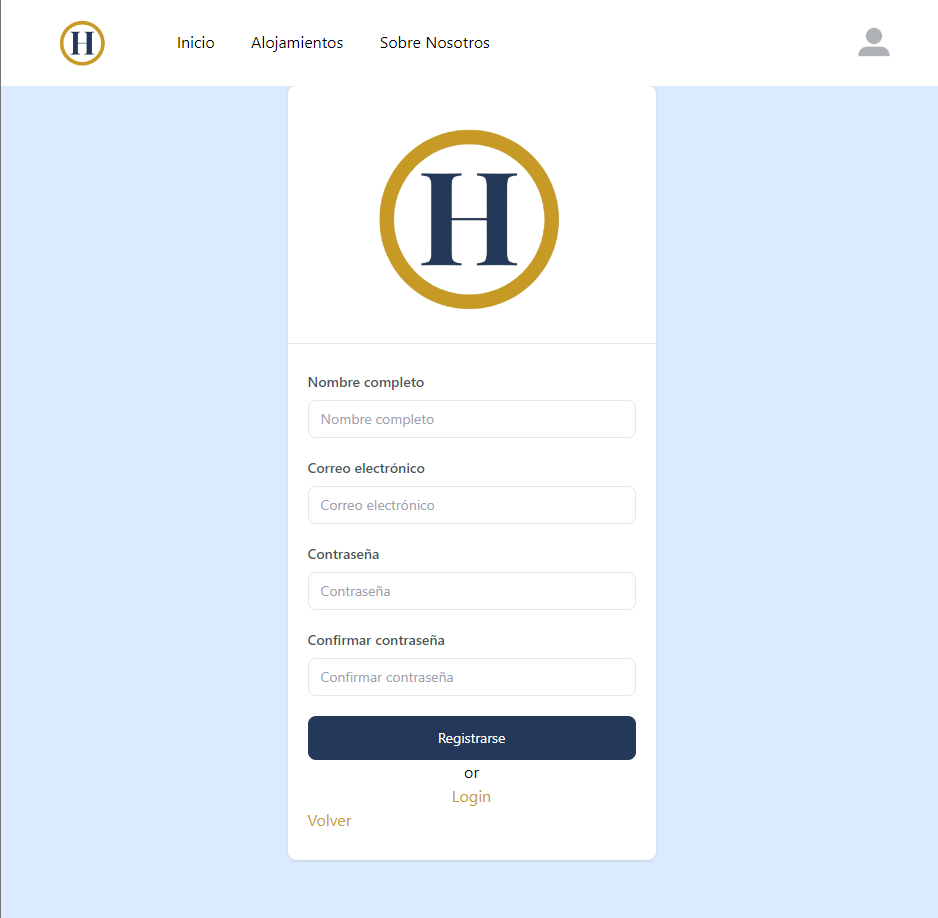 H
Inicio
Alojamientos
Sobre Nosotros
H
Nombre completo
Nombre completo
Correo electrónico
Correo electrónico
Contraseña
Contraseña
Confirmar contraseña
Confirmar contraseña
Registrarse
or
Login
Volver